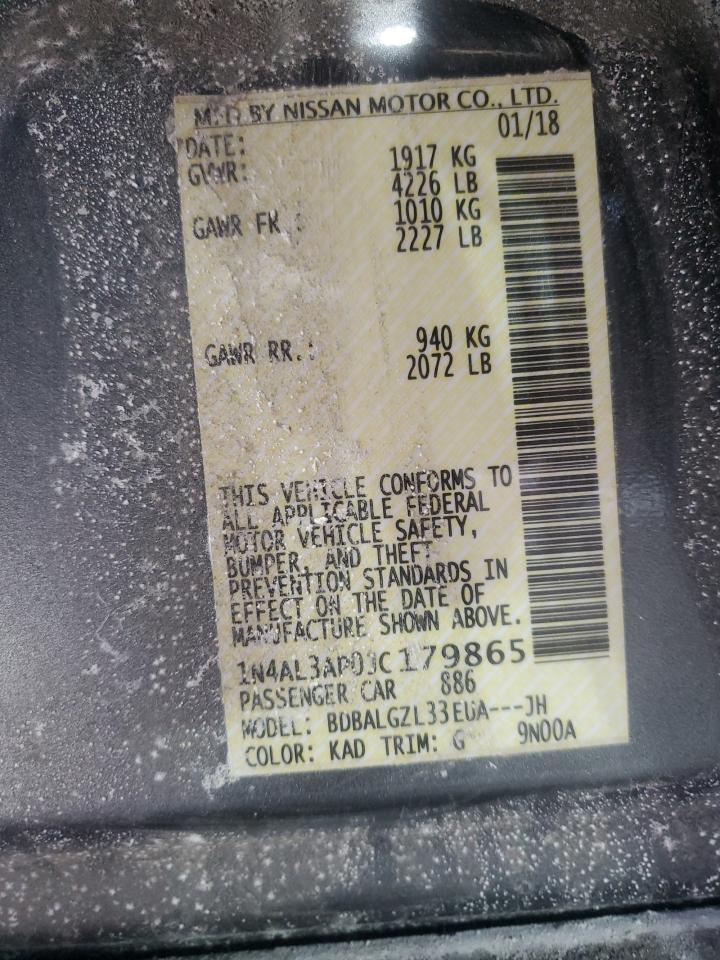 MFD BY NISSAN MOTOR CO., LTD.
DATE: 01/18
GVWR: 1917 KG
4226 LB
GAWR FR.: 1010 KG
2227 LB
GAWR RR.: 940 KG
2072 LB
THIS VEHICLE CONFORMS TO
ALL APPLICABLE FEDERAL
MOTOR VEHICLE SAFETY,
BUMPER, AND THEFT
PREVENTION STANDARDS IN
EFFECT ON THE DATE OF
MANUFACTURE SHOWN ABOVE.
1N4AL3AP0JC179865
PASSENGER CAR 886
MODEL: BDBALGZL33EUA---JH
COLOR: KAD TRIM: G 9N00A